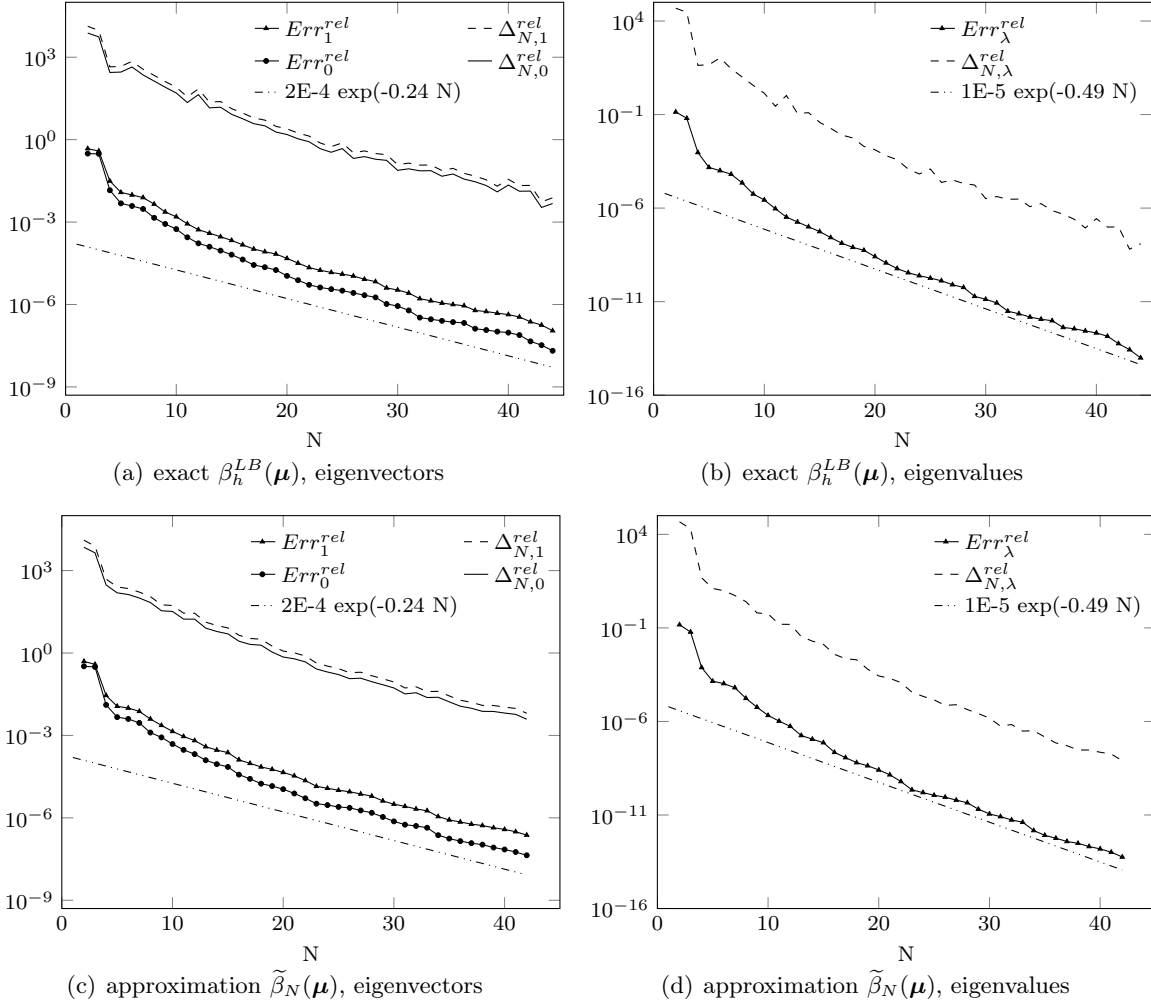 10^3
10^0
10^−3
10^−6
10^−9
0 10 20 30 40
N
Err_1^rel
Err_0^rel
2E-4 exp(-0.24 N)
Δ_{N,1}^rel
Δ_{N,0}^rel
(a) exact β_h^{LB}(μ), eigenvectors
10^4
10^−1
10^−6
10^−11
10^−16
0 10 20 30 40
N
Err_λ^rel
Δ_{N,λ}^rel
1E-5 exp(-0.49 N)
(b) exact β_h^{LB}(μ), eigenvalues
10^3
10^0
10^−3
10^−6
10^−9
0 10 20 30 40
N
Err_1^rel
Err_0^rel
2E-4 exp(-0.24 N)
Δ_{N,1}^rel
Δ_{N,0}^rel
(c) approximation β̃_N(μ), eigenvectors
10^4
10^−1
10^−6
10^−11
10^−16
0 10 20 30 40
N
Err_λ^rel
Δ_{N,λ}^rel
1E-5 exp(-0.49 N)
(d) approximation β̃_N(μ), eigenvalues